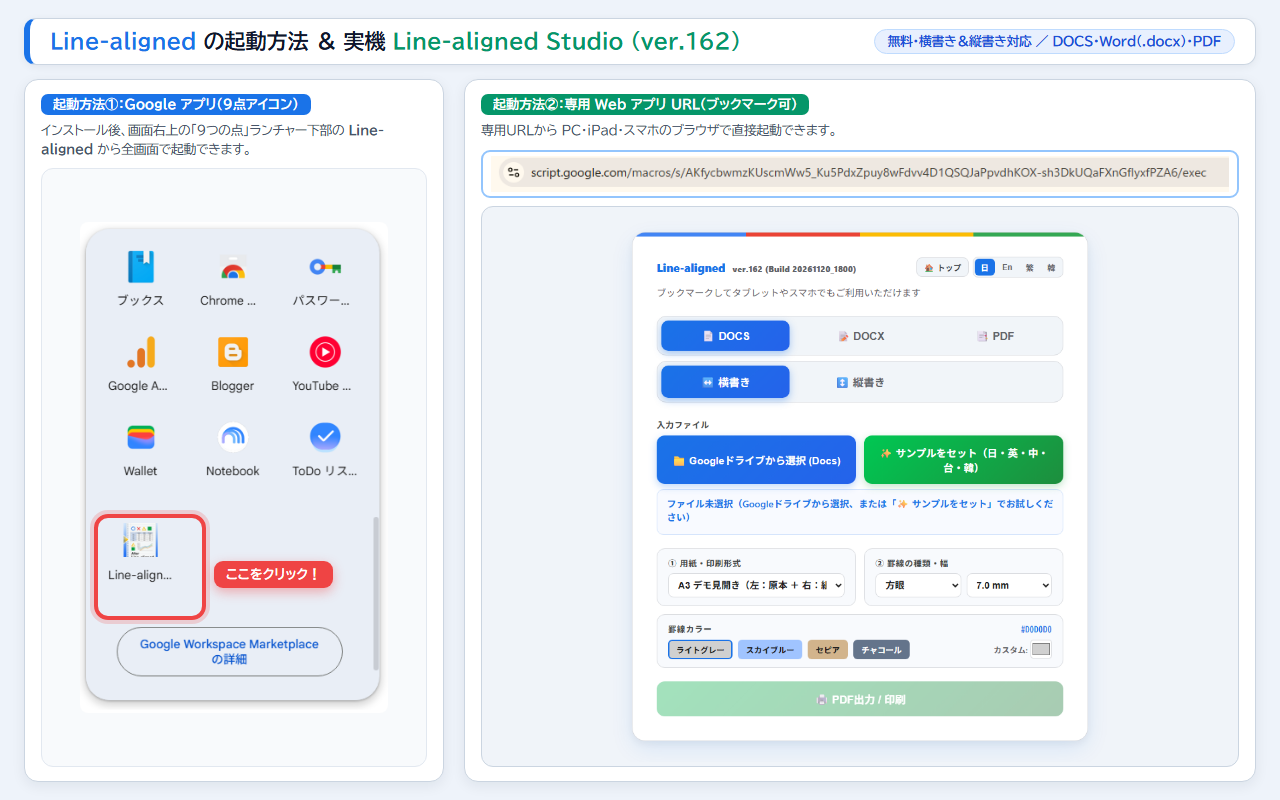 Line-aligned の起動方法 ＆ 実機 Line-aligned Studio (ver.162)
無料・横書き＆縦書き対応 ／ DOCS・Word(.docx)・PDF
起動方法①：Google アプリ（9点アイコン）
インストール後、画面右上の「9つの点」ランチャー下部の Line-
aligned から全画面で起動できます。
ブックス
Chrome ...
パスワー...
Google A...
Blogger
YouTube ...
Wallet
Notebook
ToDo リス...
Line-align...
ここをクリック！
Google Workspace Marketplace
の詳細
起動方法②：専用 Web アプリ URL（ブックマーク可）
専用URLから PC・iPad・スマホのブラウザで直接起動できます。
script.google.com/macros/s/AKfycbwmzKUscmWw5_Ku5PdxZpuy8wFdvv4D1QSQJaPpvdhKOX-sh3DkUQaFXnGflyxfPZA6/exec
Line-aligned ver.162 (Build 20261120_1800)
トップ
日 En 繁 韓
ブックマークしてタブレットやスマホでもご利用いただけます
DOCS
DOCX
PDF
横書き
縦書き
入力ファイル
Googleドライブから選択 (Docs)
サンプルをセット（日・英・中・
台・韓）
ファイル未選択（Googleドライブから選択、または「✨ サンプルをセット」でお試しくだ
さい）
① 用紙・印刷形式
A3 デモ見開き（左：原本 ＋ 右：
② 罫線の種類・幅
方眼
7.0 mm
罫線カラー
#D0D0D0
ライトグレー
スカイブルー
セピア
チャコール
カスタム:
PDF出力 / 印刷